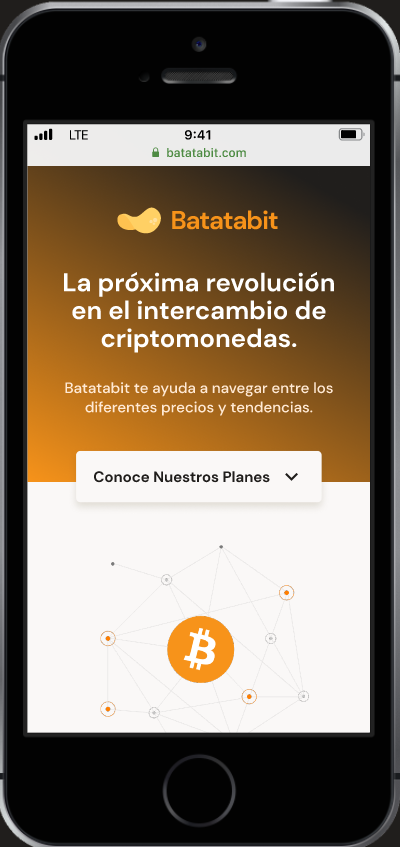 LTE 9:41
batatabit.com
Batatabit
La próxima revolución
en el intercambio de
criptomonedas.
Batatabit te ayuda a navegar entre los
diferentes precios y tendencias.
Conoce Nuestros Planes